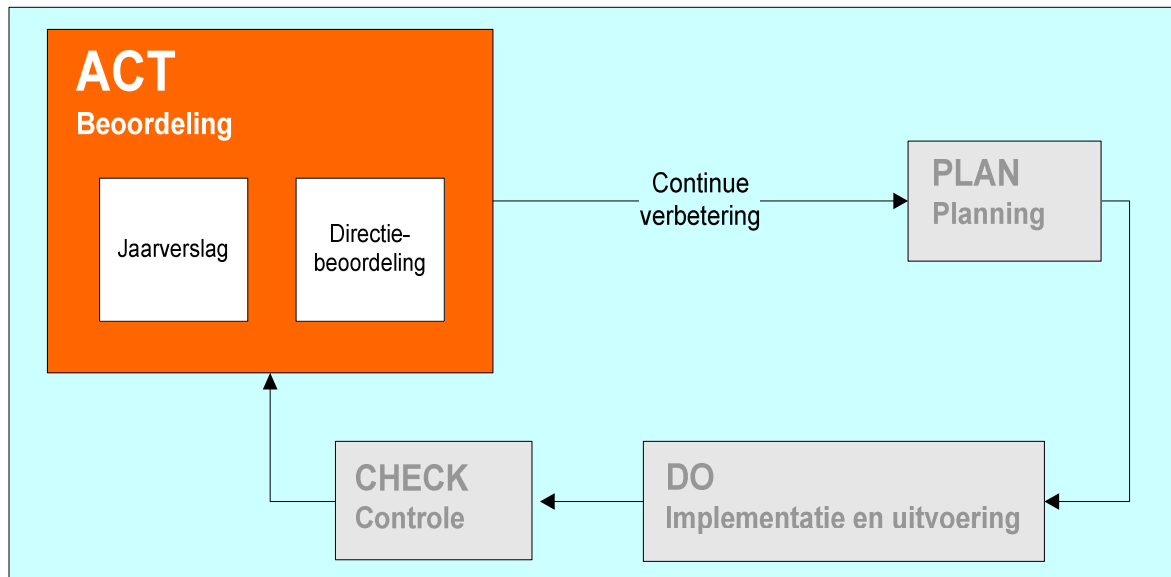 ACT
Beoordeling
Jaarverslag
Directie-
beoordeling
Continue
verbetering
PLAN
Planning
CHECK
Controle
DO
Implementatie en uitvoering